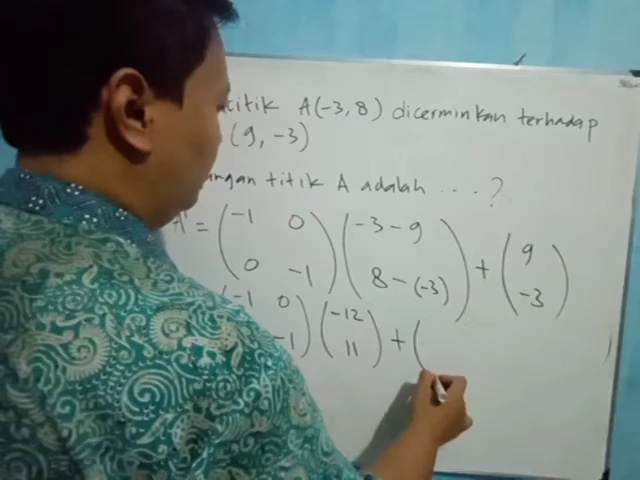 titik A(-3, 8) dicerminkan terhadap
(9, -3)
titik A adalah ....?
A' = (-1 0 0 -1) (-3-9 8-(-3)) + (9 -3)
(-1 0 -1) (-12 11) + (